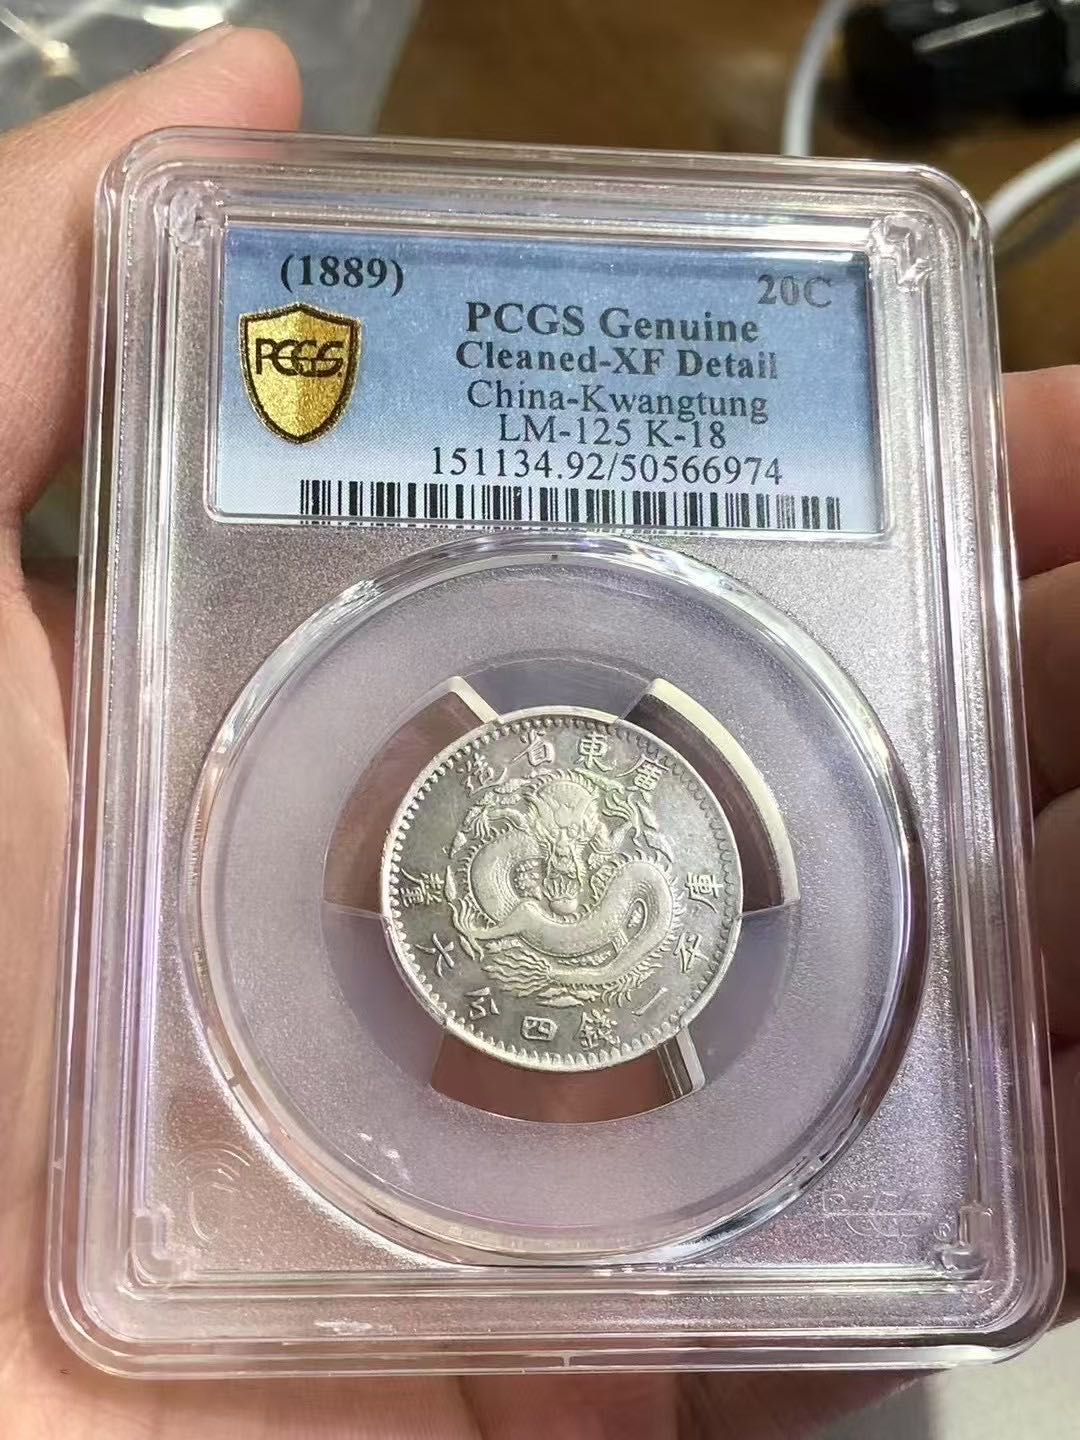 (1889)
20C
PCGS
PCGS Genuine
Cleaned-XF Detail
China-Kwangtung
LM-125 K-18
151134.92/50566974
廣東省造
庫平一錢四分六釐